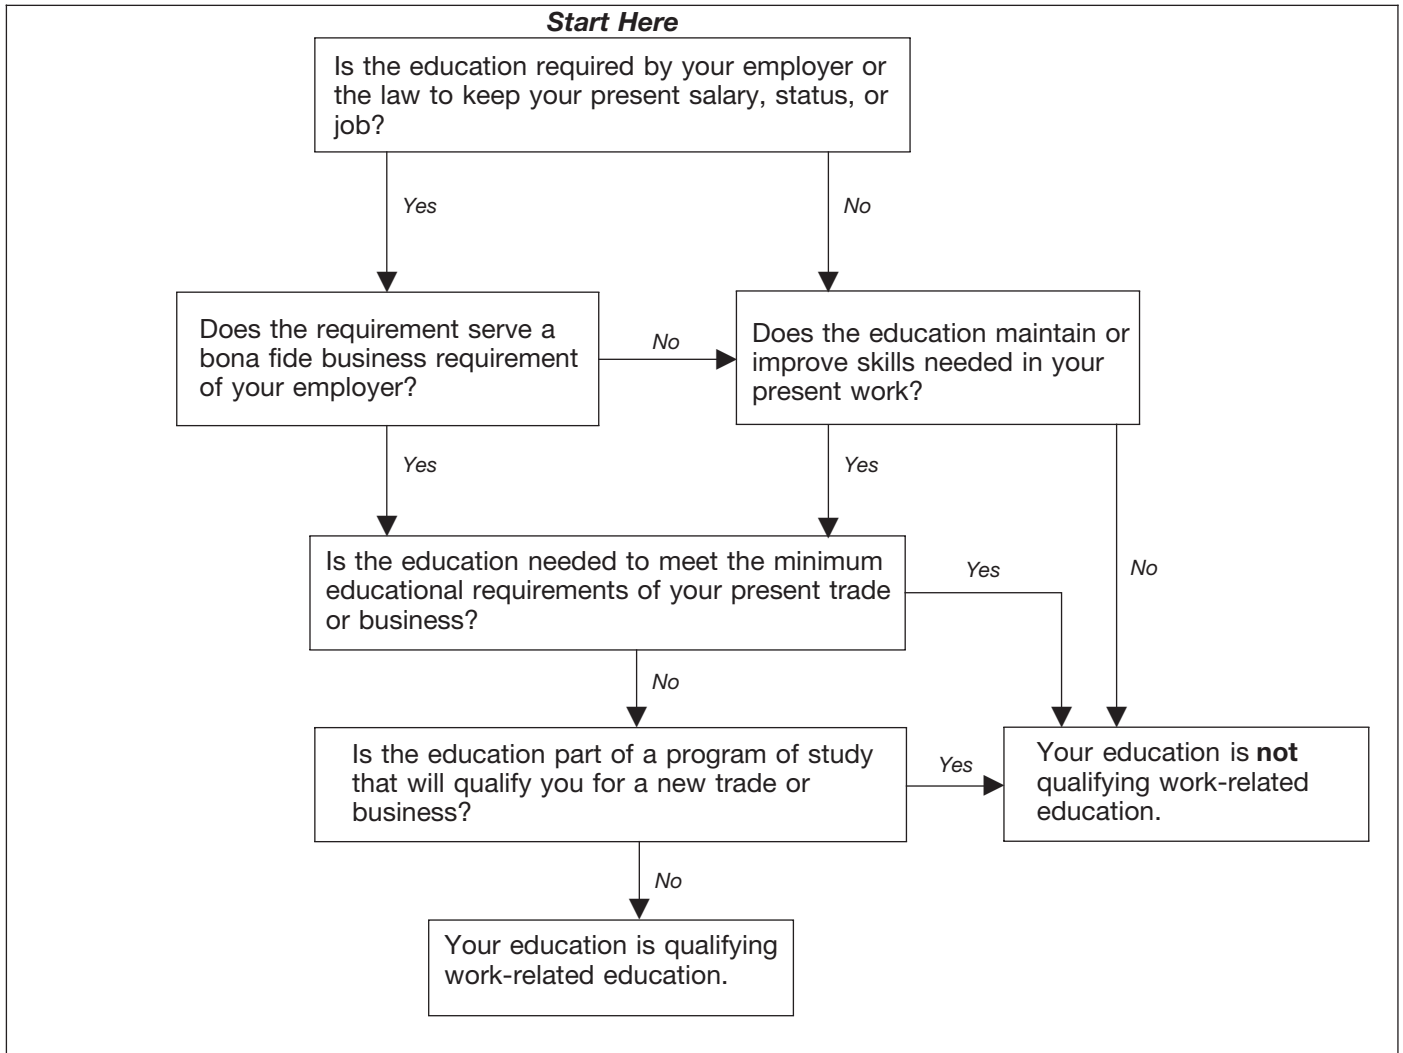 Start Here
Is the education required by your employer or
the law to keep your present salary, status, or
job?
Yes
No
Does the requirement serve a
bona fide business requirement
of your employer?
No
Does the education maintain or
improve skills needed in your
present work?
Yes
Yes
No
Is the education needed to meet the minimum
educational requirements of your present trade
or business?
Yes
No
Is the education part of a program of study
that will qualify you for a new trade or
business?
Yes
Your education is not
qualifying work-related
education.
No
Your education is qualifying
work-related education.